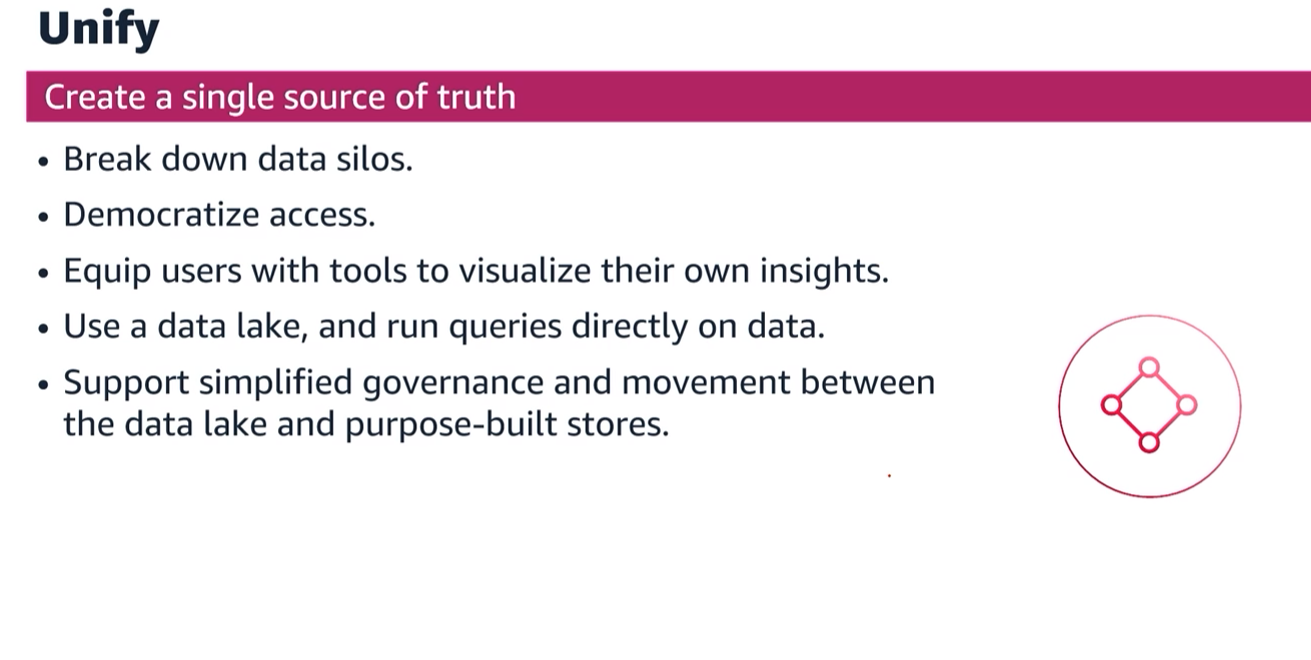 Unify
Create a single source of truth
• Break down data silos.
• Democratize access.
• Equip users with tools to visualize their own insights.
• Use a data lake, and run queries directly on data.
• Support simplified governance and movement between
the data lake and purpose-built stores.